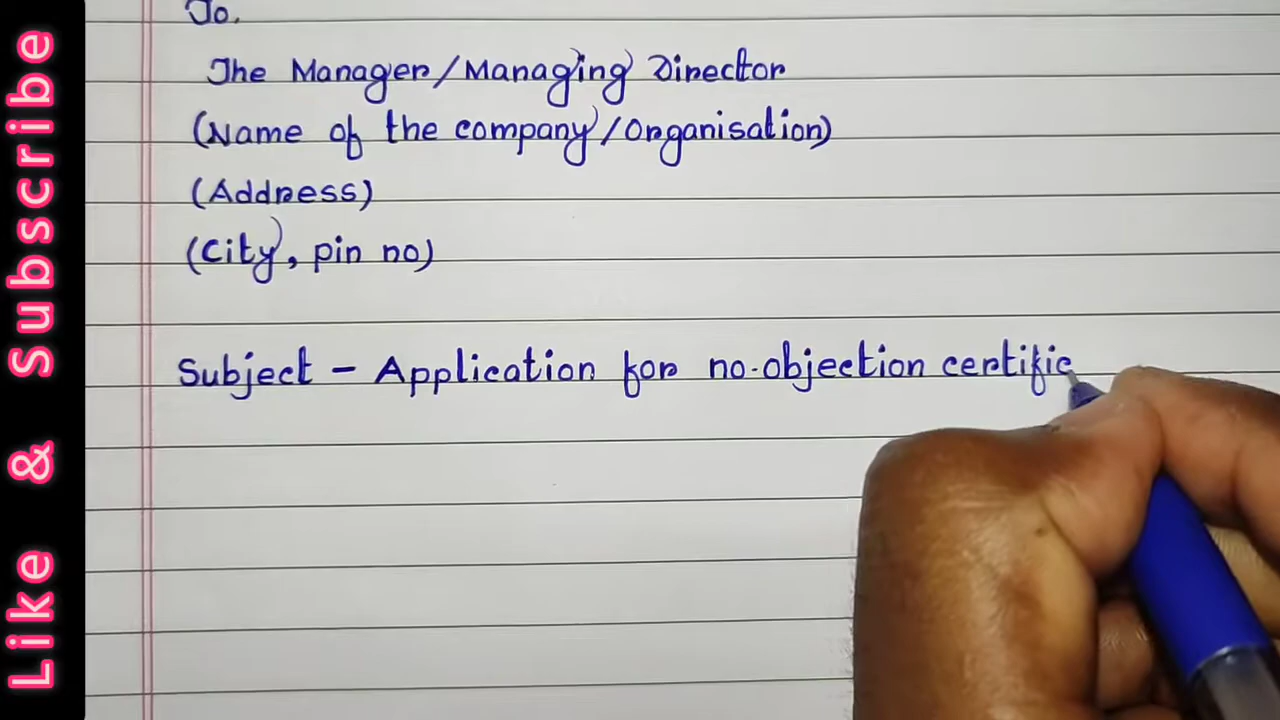 Like & Subscribe
To,
The Manager/Managing Director
(Name of the company/Organisation)
(Address)
(City, pin no)
Subject - Application for no-objection certific